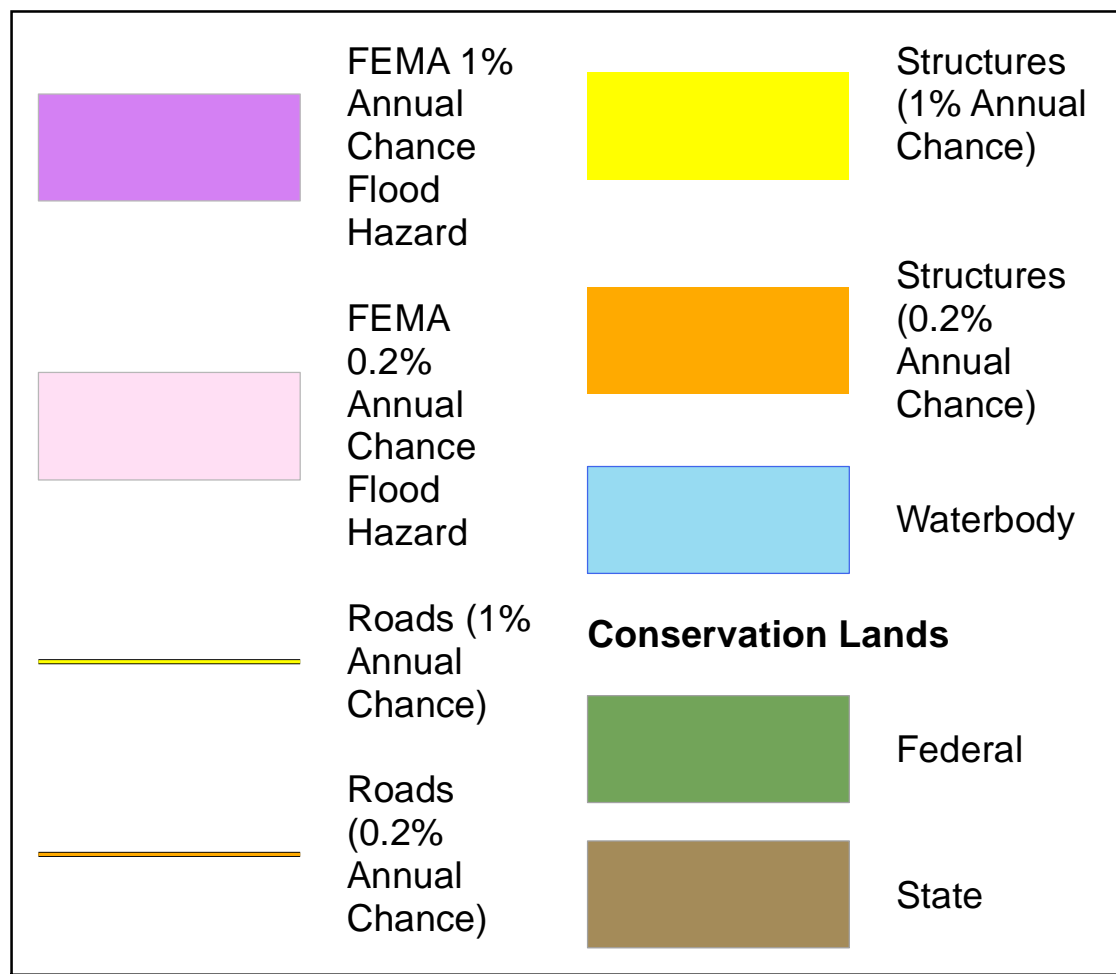 FEMA 1%
Annual
Chance
Flood
Hazard
FEMA
0.2%
Annual
Chance
Flood
Hazard
Roads (1%
Annual
Chance)
Roads
(0.2%
Annual
Chance)
Structures
(1% Annual
Chance)
Structures
(0.2%
Annual
Chance)
Waterbody
Conservation Lands
Federal
State